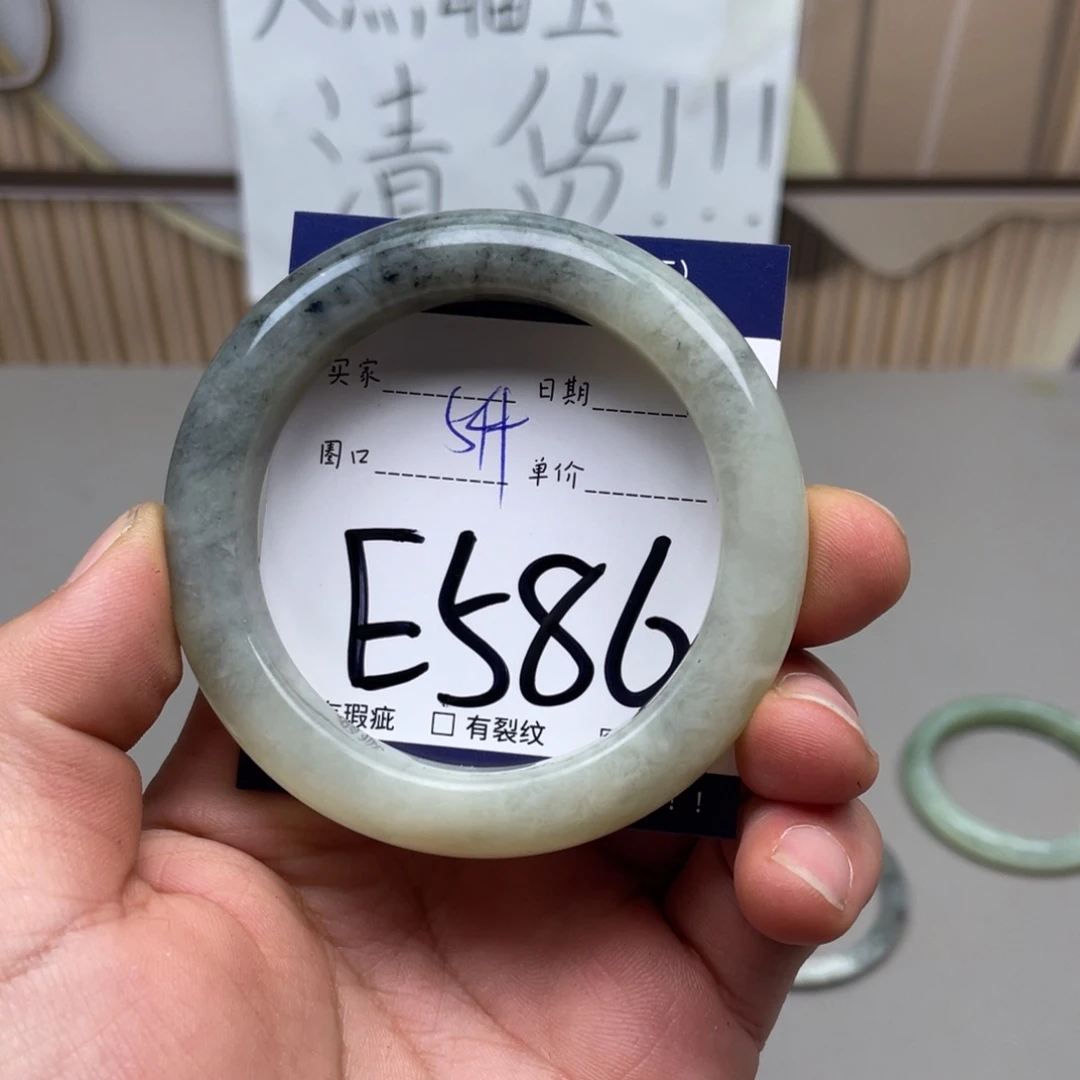 清货!!!
买家 日期
圈口 54 单价
E586
瑕疵 □ 有裂纹
!!